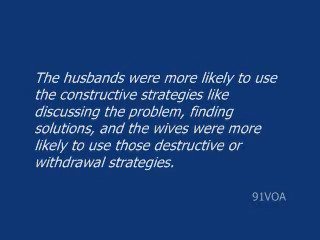 The husbands were more likely to use
the constructive strategies like
discussing the problem, finding
solutions, and the wives were more
likely to use those destructive or
withdrawal strategies.
91VOA